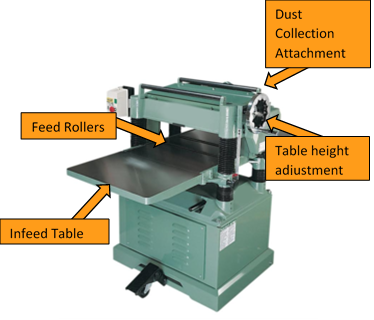 Dust
Collection
Attachment
Feed Rollers
Table height
adjustment
Infeed Table